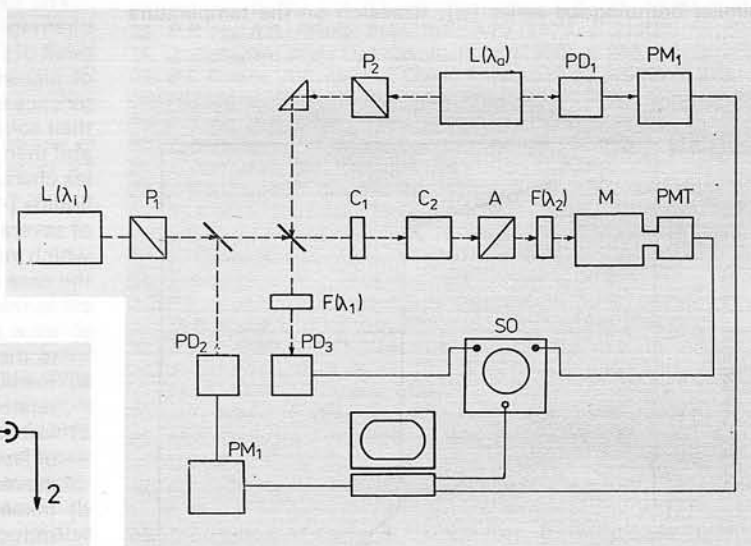 P₂
L(λₐ)
PD₁
PM₁
L(λᵢ)
P₁
C₁
C₂
A
F(λ₂)
M
PMT
F(λ₁)
SO
PD₂
PD₃
PM₁
2